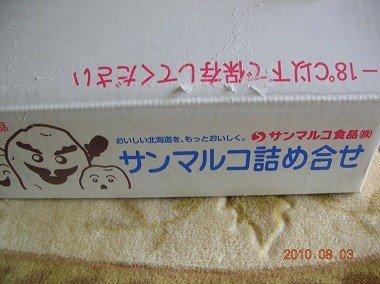 −18℃以下で保存してください
品
おいしい北海道を、もっとおいしく。
サンマルコ食品(株)
サンマルコ詰め合せ
2010.08.03